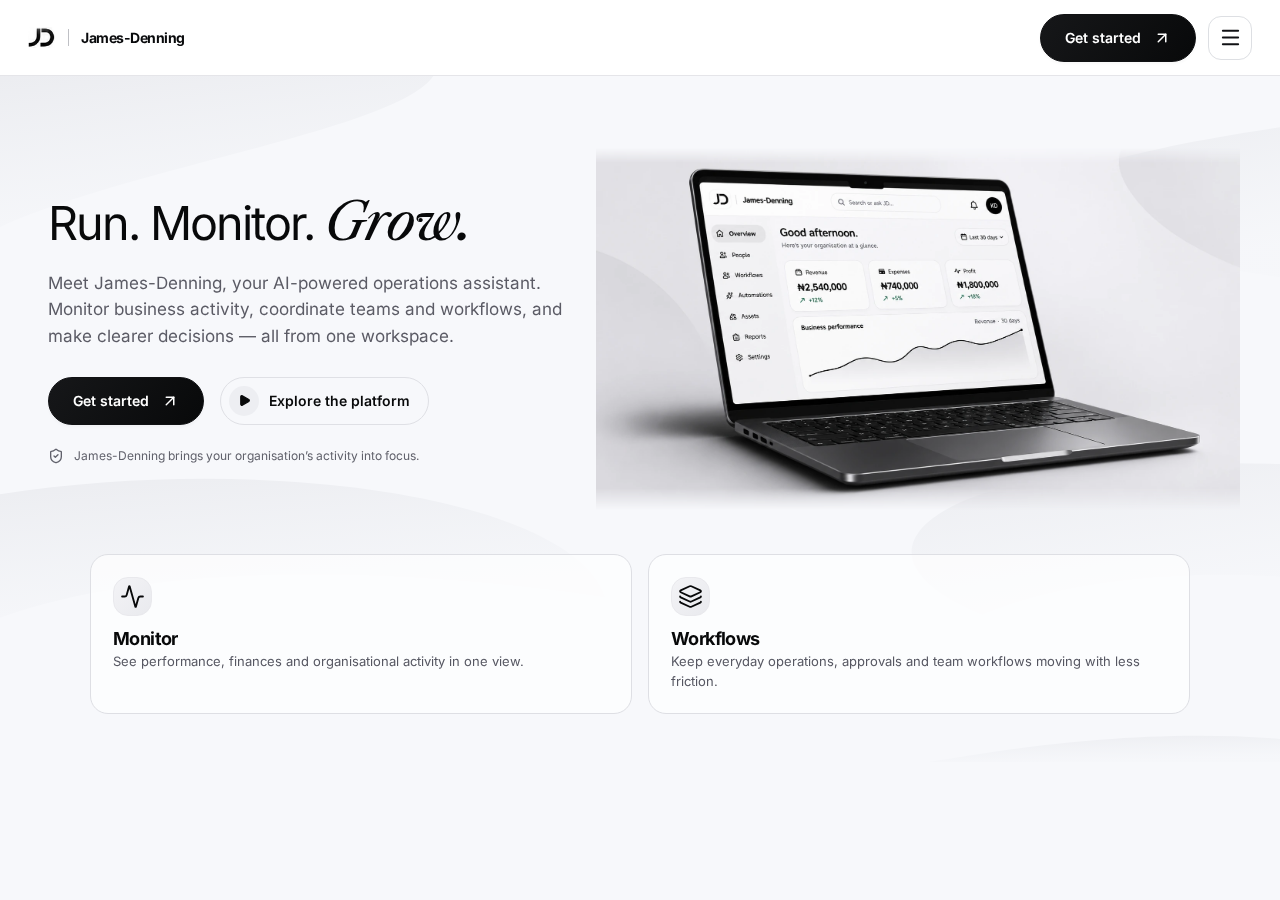 JD James-Denning
Get started
Run. Monitor. Grow.
Meet James-Denning, your AI-powered operations assistant.
Monitor business activity, coordinate teams and workflows, and
make clearer decisions — all from one workspace.
Get started
Explore the platform
James-Denning brings your organisation’s activity into focus.
JD James-Denning
Search or ask JD...
KD
Overview
People
Workflows
Automations
Assets
Reports
Settings
Good afternoon.
Here's your organisation at a glance.
Last 30 days
Revenue
₦2,540,000
+12%
Expenses
₦740,000
+5%
Profit
₦1,800,000
+18%
Business performance
Revenue · 30 days
Monitor
See performance, finances and organisational activity in one view.
Workflows
Keep everyday operations, approvals and team workflows moving with less
friction.